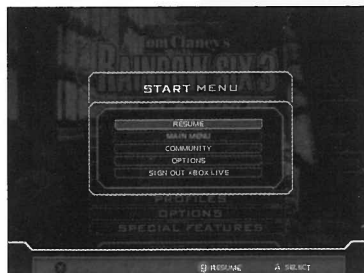 Tom Clancy's
RAINBOW SIX 3
START MENU
RESUME
MAIN MENU
COMMUNITY
OPTIONS
SIGN OUT XBOX LIVE
PROFILES
OPTIONS
SPECIAL FEATURES
B RESUME A SELECT